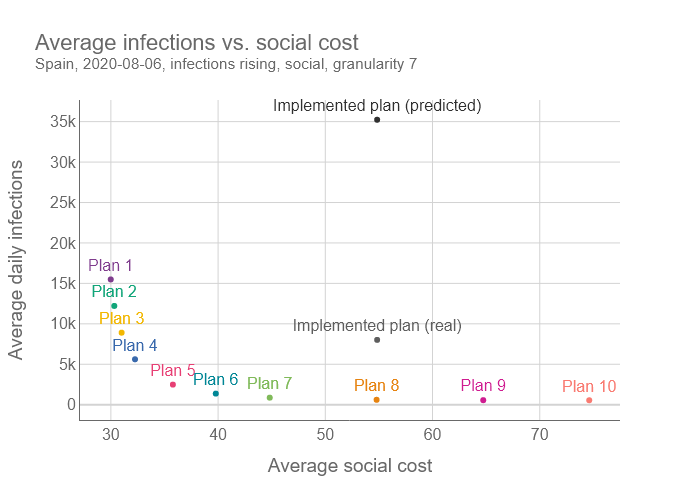 Average infections vs. social cost
Spain, 2020-08-06, infections rising, social, granularity 7
Implemented plan (predicted)
35k
30k
25k
20k
Plan 1
15k
Plan 2
Plan 3
10k
Implemented plan (real)
Plan 4
5k
Plan 5
Plan 6
Plan 7
Plan 8
Plan 9
Plan 10
0
30
40
50
60
70
Average daily infections
Average social cost